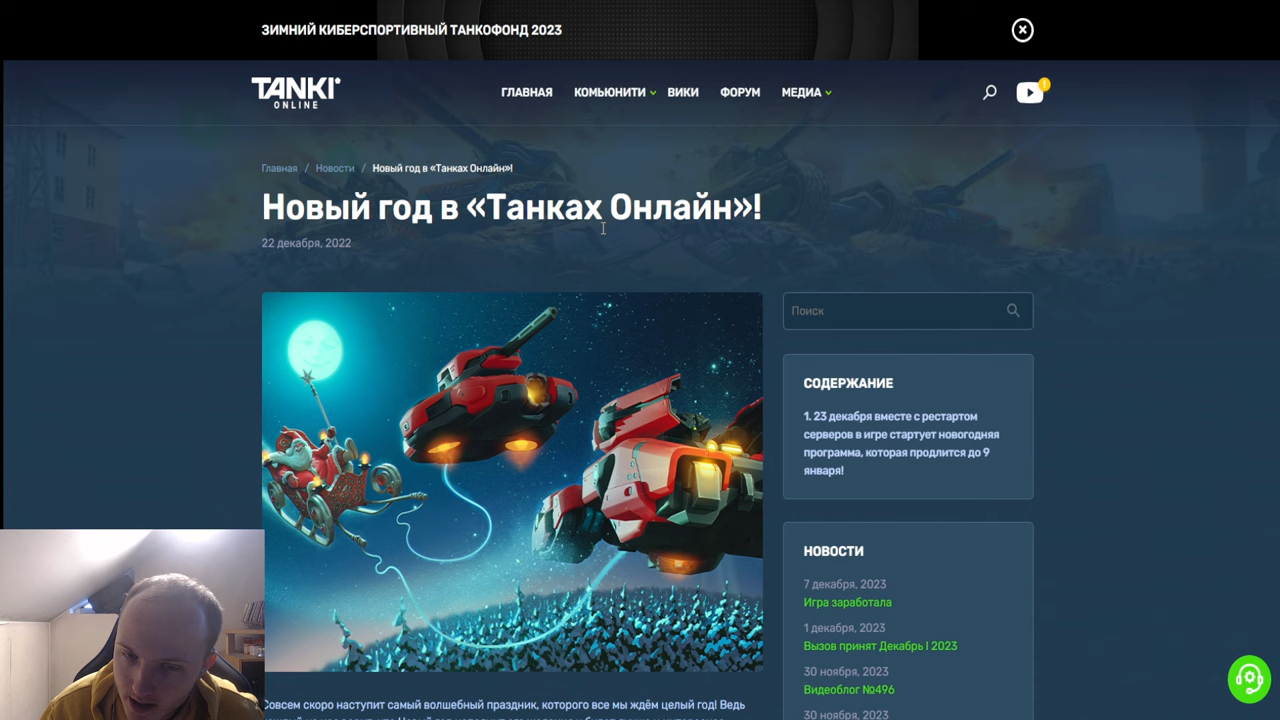 ЗИМНИЙ КИБЕРСПОРТИВНЫЙ ТАНКОФОНД 2023
TANKI
ONLINE
ГЛАВНАЯ
КОМЬЮНИТИ
ВИКИ
ФОРУМ
МЕДИА
!
Главная / Новости / Новый год в «Танках Онлайн»!
Новый год в «Танках Онлайн»!
22 декабря, 2022
Поиск
СОДЕРЖАНИЕ
1. 23 декабря вместе с рестартом
серверов в игре стартует новогодняя
программа, которая продлится до 9
января!
НОВОСТИ
7 декабря, 2023
Игра заработала
1 декабря, 2023
Вызов принят Декабрь I 2023
30 ноября, 2023
Видеоблог №496
30 ноября, 2023
Совсем скоро наступит самый волшебный праздник, которого все мы ждём целый год! Ведь